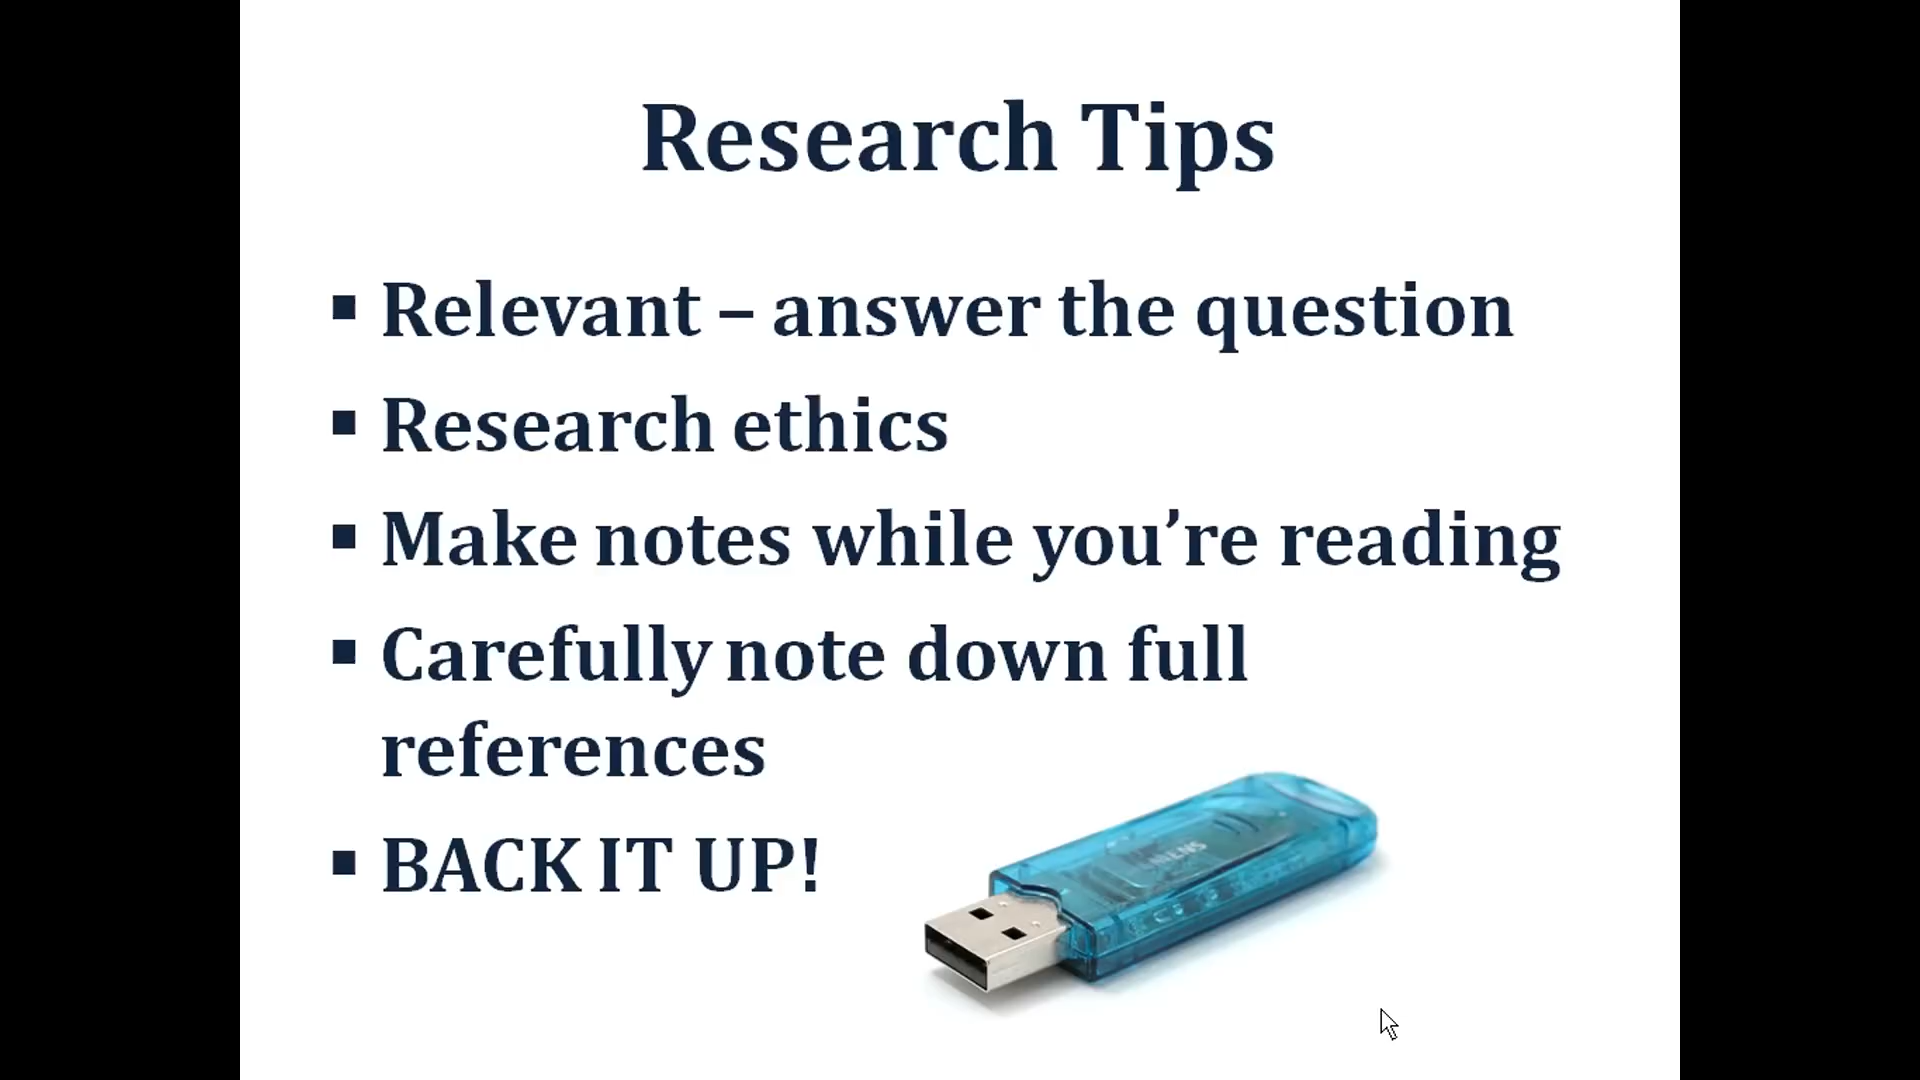 Research Tips
▪ Relevant – answer the question
▪ Research ethics
▪ Make notes while you’re reading
▪ Carefully note down full
references
▪ BACK IT UP!